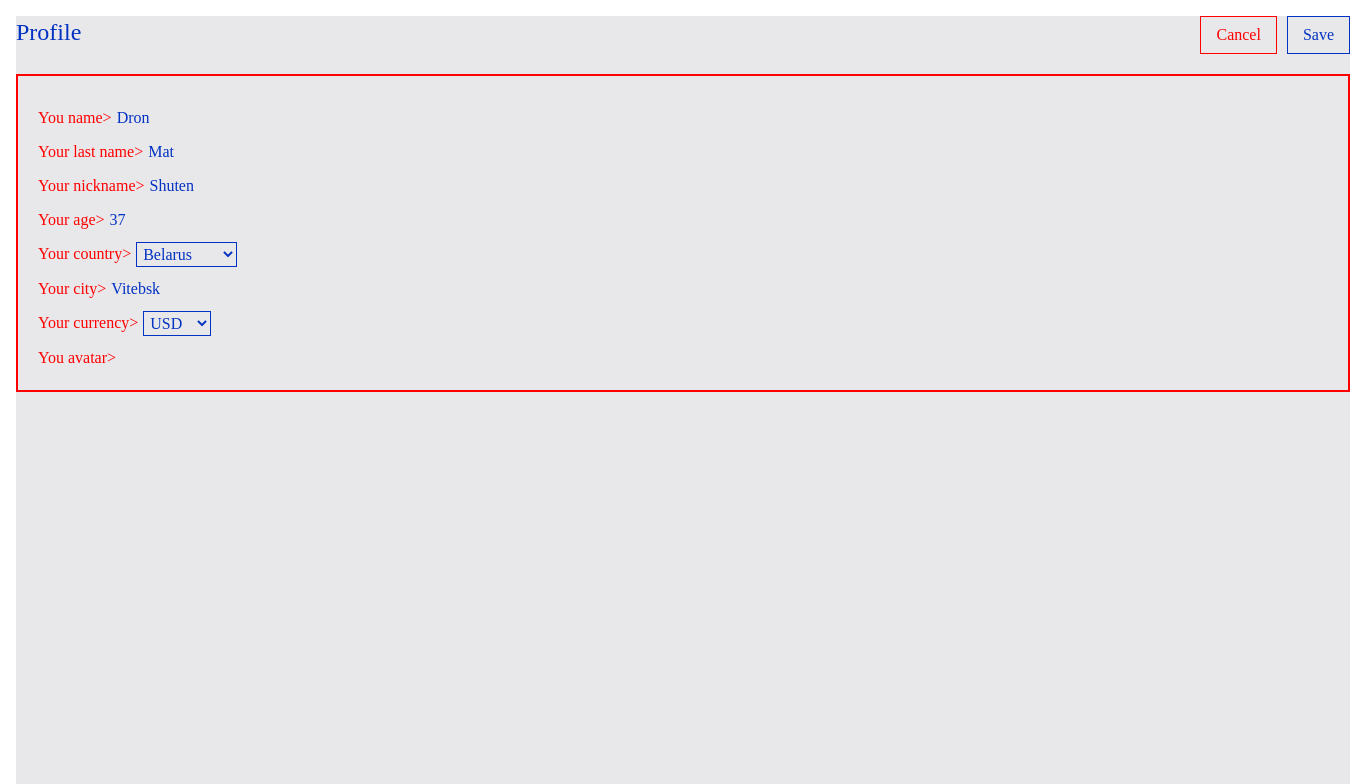 Profile
Cancel Save
You name> Dron
Your last name> Mat
Your nickname> Shuten
Your age> 37
Your country> Belarus
Your city> Vitebsk
Your currency> USD
You avatar>